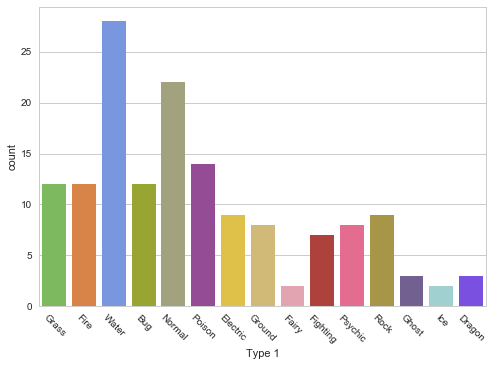 count
25
20
15
10
5
0
Grass Fire Water Bug Normal Poison Electric Ground Fairy Fighting Psychic Rock Ghost Ice Dragon
Type 1